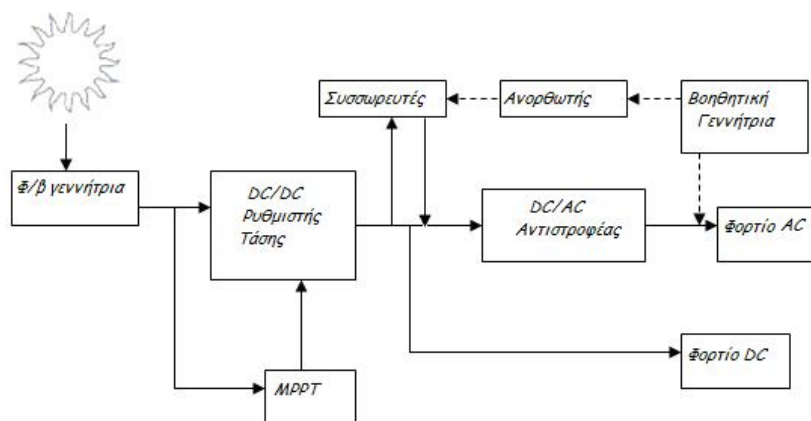 Συσσωρευτές
Ανορθωτής
Βοηθητική
Γεννήτρια
Φ/β γεννήτρια
DC/DC
Ρυθμιστής
Τάσης
DC/AC
Αντιστροφέας
Φορτίο AC
Φορτίο DC
MPPT